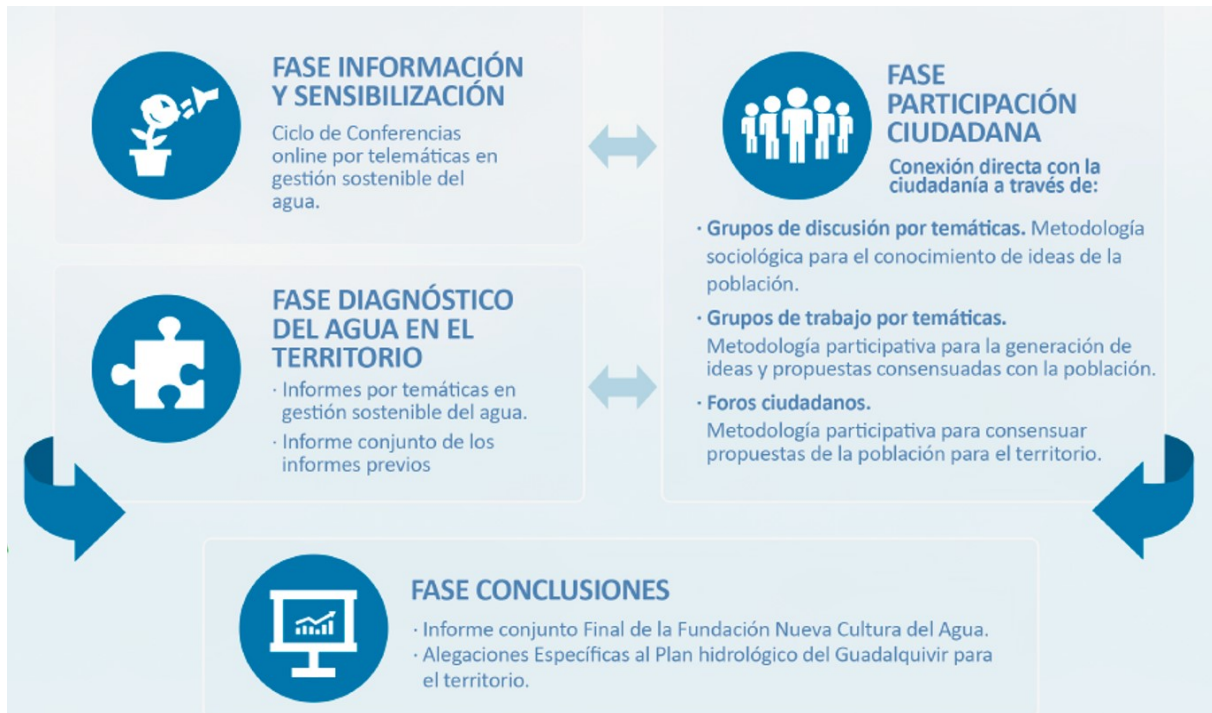 FASE INFORMACIÓN
Y SENSIBILIZACIÓN
Ciclo de Conferencias
online por telemáticas en
gestión sostenible del
agua.
FASE DIAGNÓSTICO
DEL AGUA EN EL
TERRITORIO
· Informes por temáticas en
gestión sostenible del agua.
· Informe conjunto de los
informes previos
FASE
PARTICIPACIÓN
CIUDADANA
Conexión directa con la
ciudadanía a través de:
· Grupos de discusión por temáticas. Metodología
sociológica para el conocimiento de ideas de la
población.
· Grupos de trabajo por temáticas.
Metodología participativa para la generación de
ideas y propuestas consensuadas con la población.
· Foros ciudadanos.
Metodología participativa para consensuar
propuestas de la población para el territorio.
FASE CONCLUSIONES
· Informe conjunto Final de la Fundación Nueva Cultura del Agua.
· Alegaciones Específicas al Plan hidrológico del Guadalquivir para
el territorio.